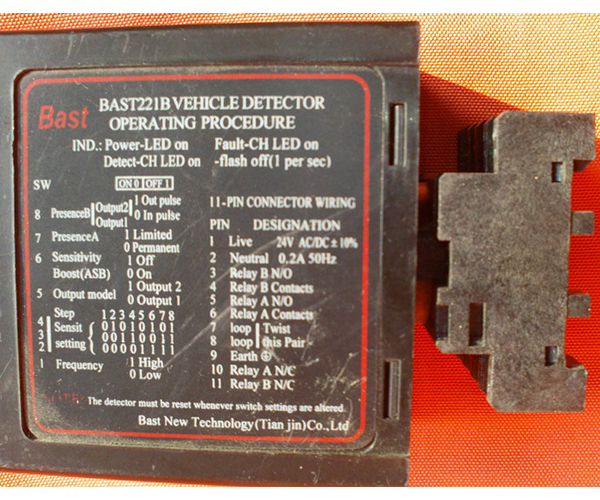 Bast
BAST221B VEHICLE DETECTOR
OPERATING PROCEDURE
IND.: Power-LED on Fault-CH LED on
Detect-CH LED on -flash off(1 per sec)
SW ON 0 OFF 1
8 PresenceB Output2 1 Out pulse
Output1 0 In pulse
7 PresenceA 1 Limited
0 Permanent
6 Sensitivity 1 Off
Boost(ASB) 0 On
5 Output model 1 Output 2
0 Output 1
Step 1 2 3 4 5 6 7 8
4 Sensit 0 1 0 1 0 1 0 1
3 setting 0 0 1 1 0 0 1 1
2 0 0 0 0 1 1 1 1
1 Frequency 1 High
0 Low
11-PIN CONNECTOR WIRING
PIN DESIGNATION
1 Live 24V AC/DC ± 10%
2 Neutral 0,2A 50Hz
3 Relay B N/O
4 Relay B Contacts
5 Relay A N/O
6 Relay A Contacts
7 loop Twist
8 loop this Pair
9 Earth
10 Relay A N/C
11 Relay B N/C
The detector must be reset whenever switch settings are altered
Bast New Technology(Tian jin)Co.,Ltd